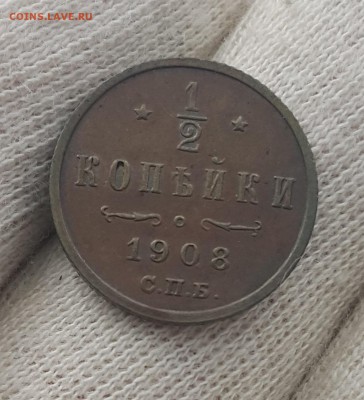 COINS.LAVE.RU
1/2
КОПѢЙКИ
1908
С.П.Б.